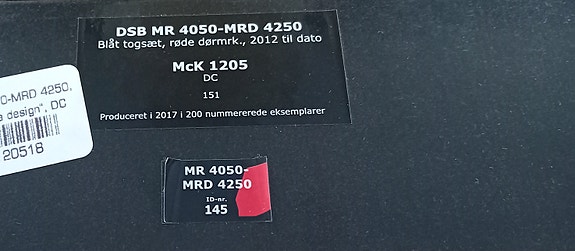 DSB MR 4050-MRD 4250
Blåt togsæt, røde dørmrk., 2012 til dato
McK 1205
DC
151
Produceret i 2017 i 200 nummererede eksemplarer
0-MRD 4250,
design", DC
20518
MR 4050-
MRD 4250
ID-nr.
145